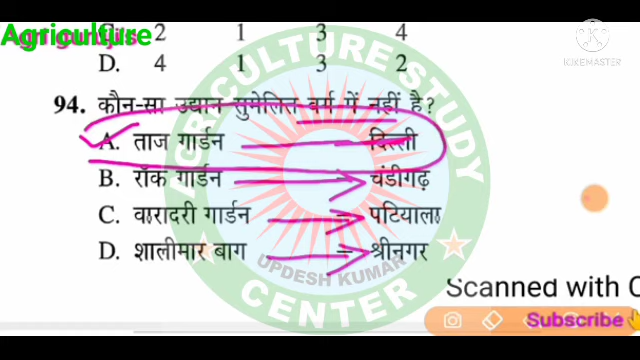 Agriculture
C. 2 1 3 4
D. 4 1 3 2
KINEMASTER
94. कौन-सा उद्यान सुमेलित वर्ग में नहीं है?
A. ताज गार्डन – दिल्ली
B. रॉक गार्डन – चंडीगढ़
C. वारादरी गार्डन – पटियाला
D. शालीमार बाग – श्रीनगर
AGRICULTURE STUDY
UPDESH KUMAR
CENTER
Scanned with C
Subscribe